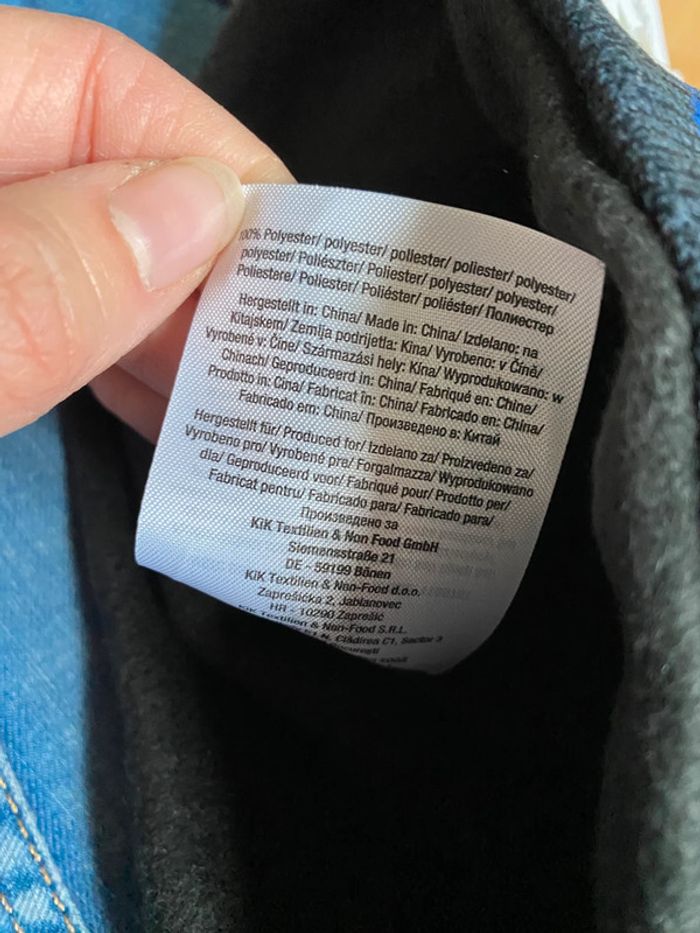 100% Polyester/ polyester/ poliester/ poliester/ polyester/
polyester/ Poliészter/ Poliester/ polyester/ polyester/
Poliestere/ Poliester/ Poliéster/ poliéster/ Полиестер
Hergestellt in: China/ Made in: China/ Izdelano: na
Kitajskem/ Zemlja podrijetla: Kina/ Vyrobeno: v Číně/
Vyrobené v: Číne/ Származási hely: Kína/ Wyprodukowano: w
Chinach/ Geproduceerd in: China/ Fabriqué en: Chine/
Prodotto in: Cina/ Fabricat în: China/ Fabricado en: China/
Fabricado em: China/ Произведено в: Китай
Hergestellt für/ Produced for/ Izdelano za/ Proizvedeno za/
Vyrobeno pro/ Vyrobené pre/ Forgalmazza/ Wyprodukowano
dla/ Geproduceerd voor/ Fabriqué pour/ Prodotto per/
Fabricat pentru/ Fabricado para/ Fabricado para/
Произведено за
KiK Textilien & Non Food GmbH
Siemensstraße 21
DE - 59199 Bönen
KiK Textilien & Non-Food d.o.o.
Zaprešićka 2, Jablanovec
HR - 10290 Zaprešić
KiK Textilien & Non-Food S.R.L.
N, Clădirea C1, Sector 3